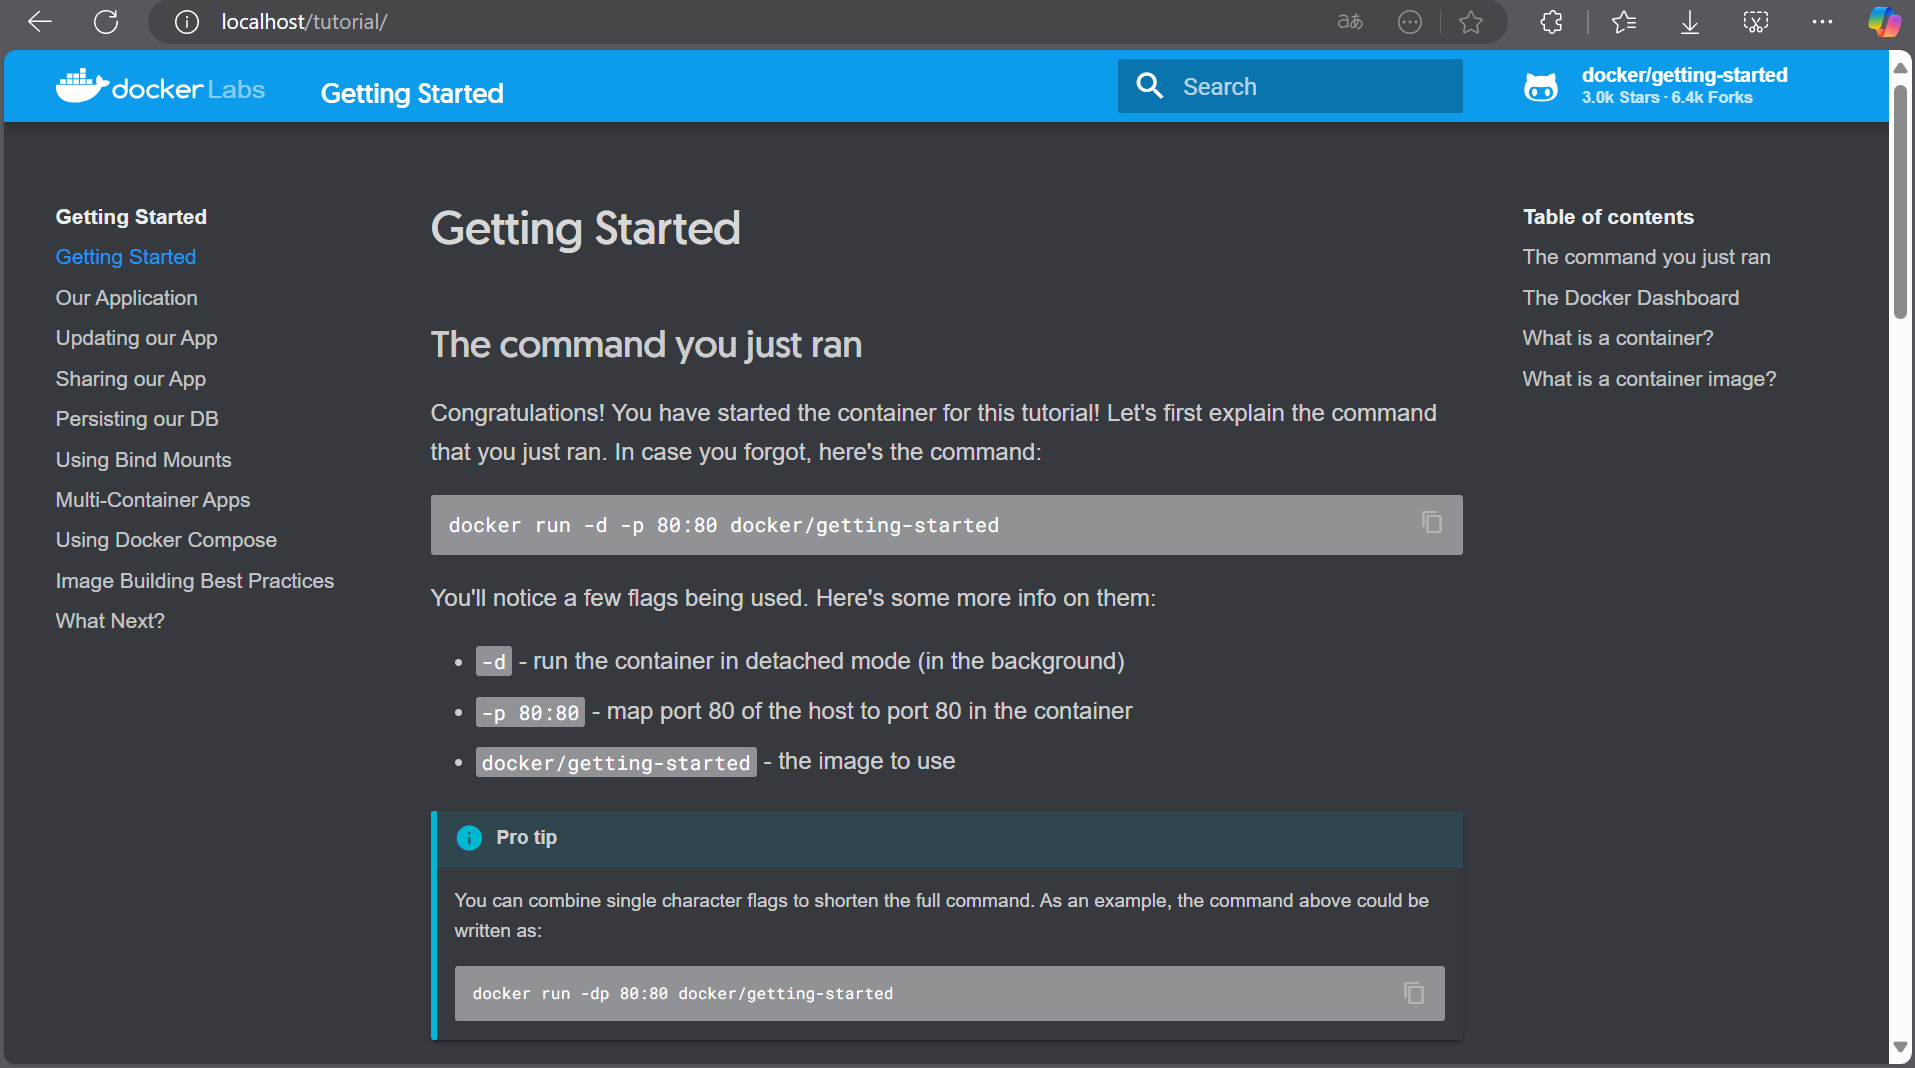 localhost/tutorial/
aあ
docker Labs
Getting Started
Search
docker/getting-started
3.0k Stars · 6.4k Forks
Getting Started
Getting Started
Our Application
Updating our App
Sharing our App
Persisting our DB
Using Bind Mounts
Multi-Container Apps
Using Docker Compose
Image Building Best Practices
What Next?
Getting Started
The command you just ran
Congratulations! You have started the container for this tutorial! Let's first explain the command
that you just ran. In case you forgot, here's the command:
docker run -d -p 80:80 docker/getting-started
You'll notice a few flags being used. Here's some more info on them:
• -d - run the container in detached mode (in the background)
• -p 80:80 - map port 80 of the host to port 80 in the container
• docker/getting-started - the image to use
Pro tip
You can combine single character flags to shorten the full command. As an example, the command above could be
written as:
docker run -dp 80:80 docker/getting-started
Table of contents
The command you just ran
The Docker Dashboard
What is a container?
What is a container image?